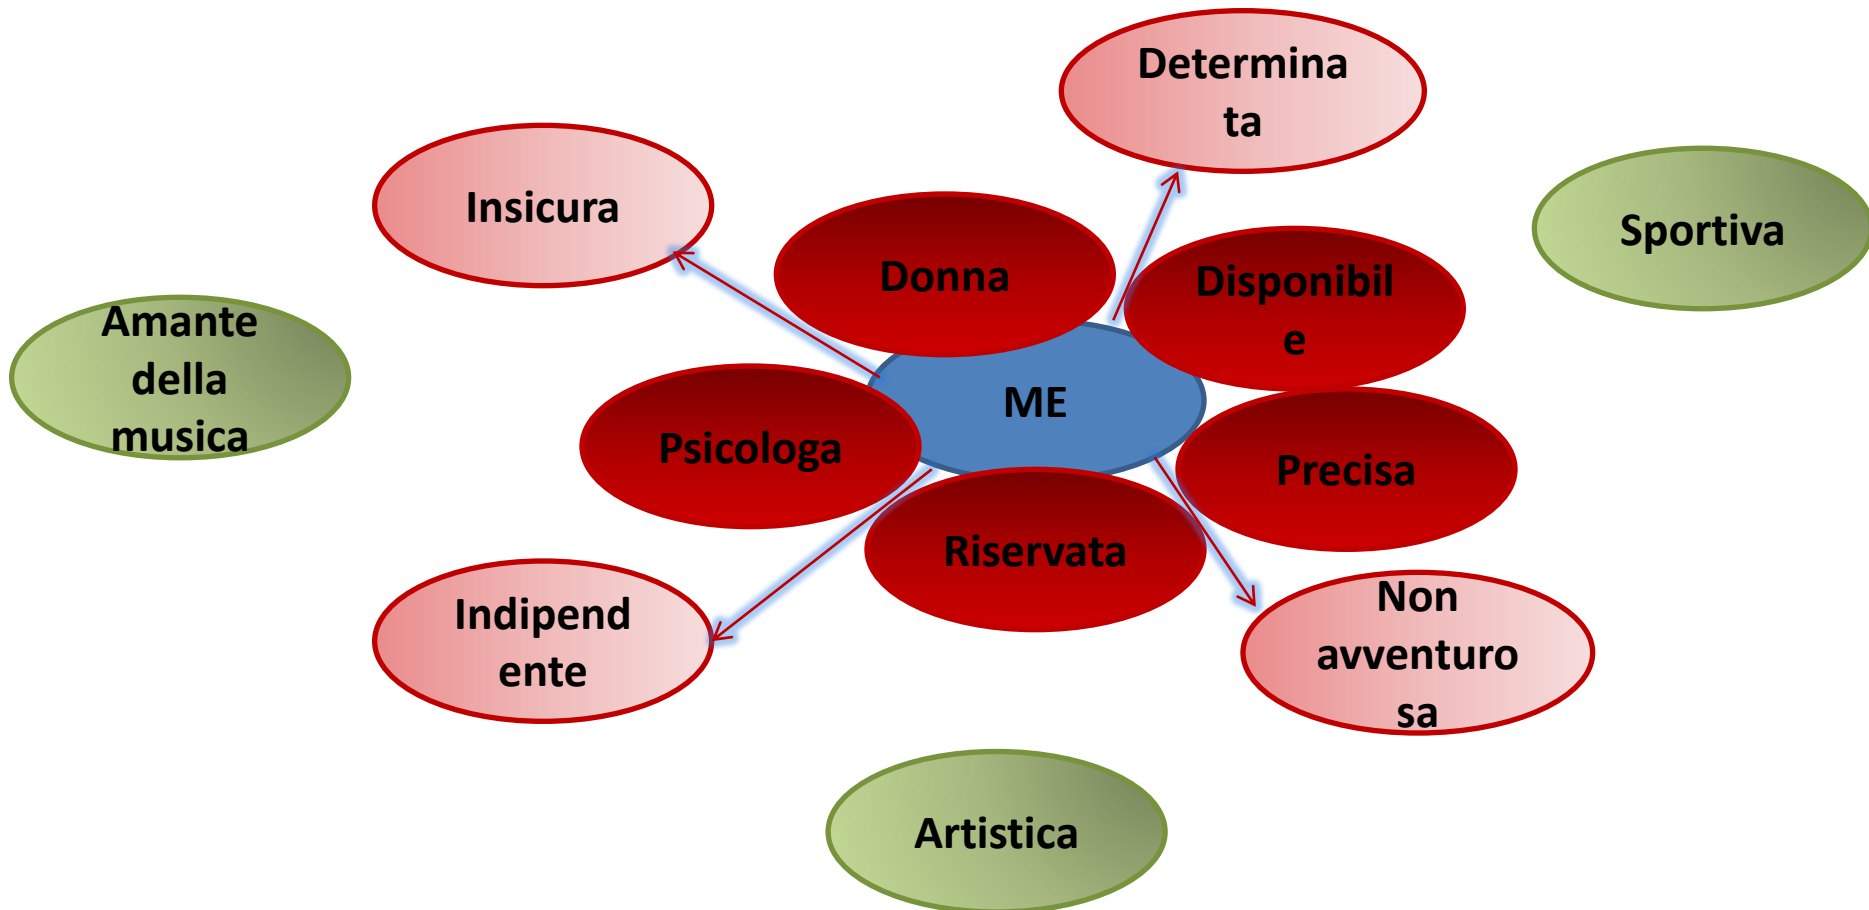 Determina
ta
Insicura
Sportiva
Donna
Disponibil
e
Amante
della
musica
ME
Psicologa
Precisa
Riservata
Indipend
ente
Non
avventuro
sa
Artistica